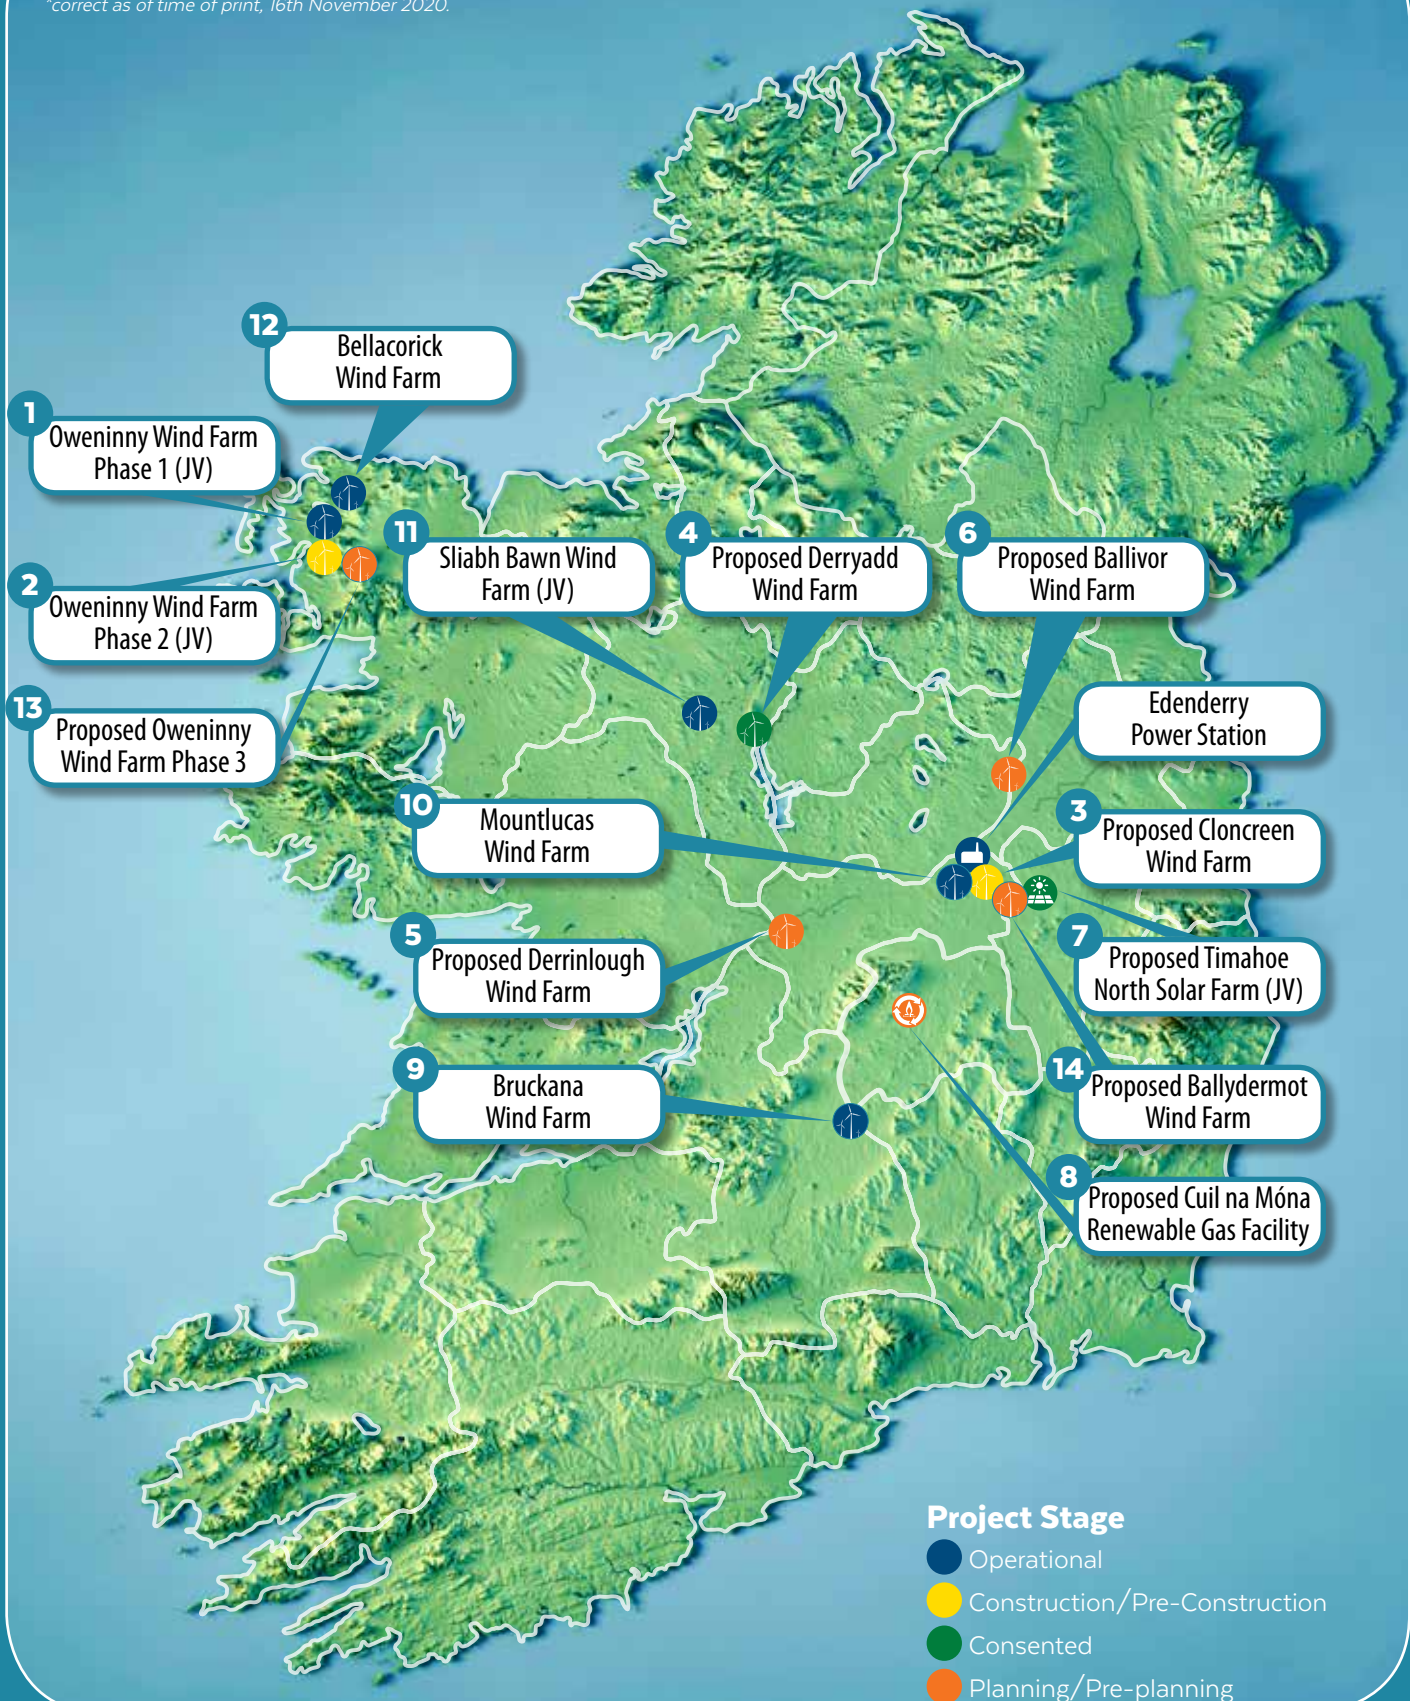 *correct as of time of print, 16th November 2020.
12
Bellacorick
Wind Farm
1
Oweninny Wind Farm
Phase 1 (JV)
11
Sliabh Bawn Wind
Farm (JV)
4
Proposed Derryadd
Wind Farm
6
Proposed Ballivor
Wind Farm
2
Oweninny Wind Farm
Phase 2 (JV)
13
Proposed Oweninny
Wind Farm Phase 3
Edenderry
Power Station
10
Mountlucas
Wind Farm
3
Proposed Cloncreen
Wind Farm
5
Proposed Derrinlough
Wind Farm
7
Proposed Timahoe
North Solar Farm (JV)
9
Bruckana
Wind Farm
14
Proposed Ballydermot
Wind Farm
8
Proposed Cuil na Móna
Renewable Gas Facility
Project Stage
Operational
Construction/Pre-Construction
Consented
Planning/Pre-planning